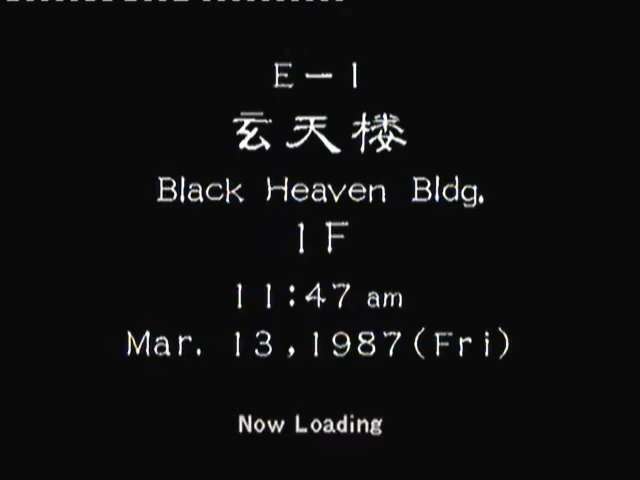 E-1
玄天楼
Black Heaven Bldg.
1F
11:47 am
Mar. 13,1987(Fri)
Now Loading